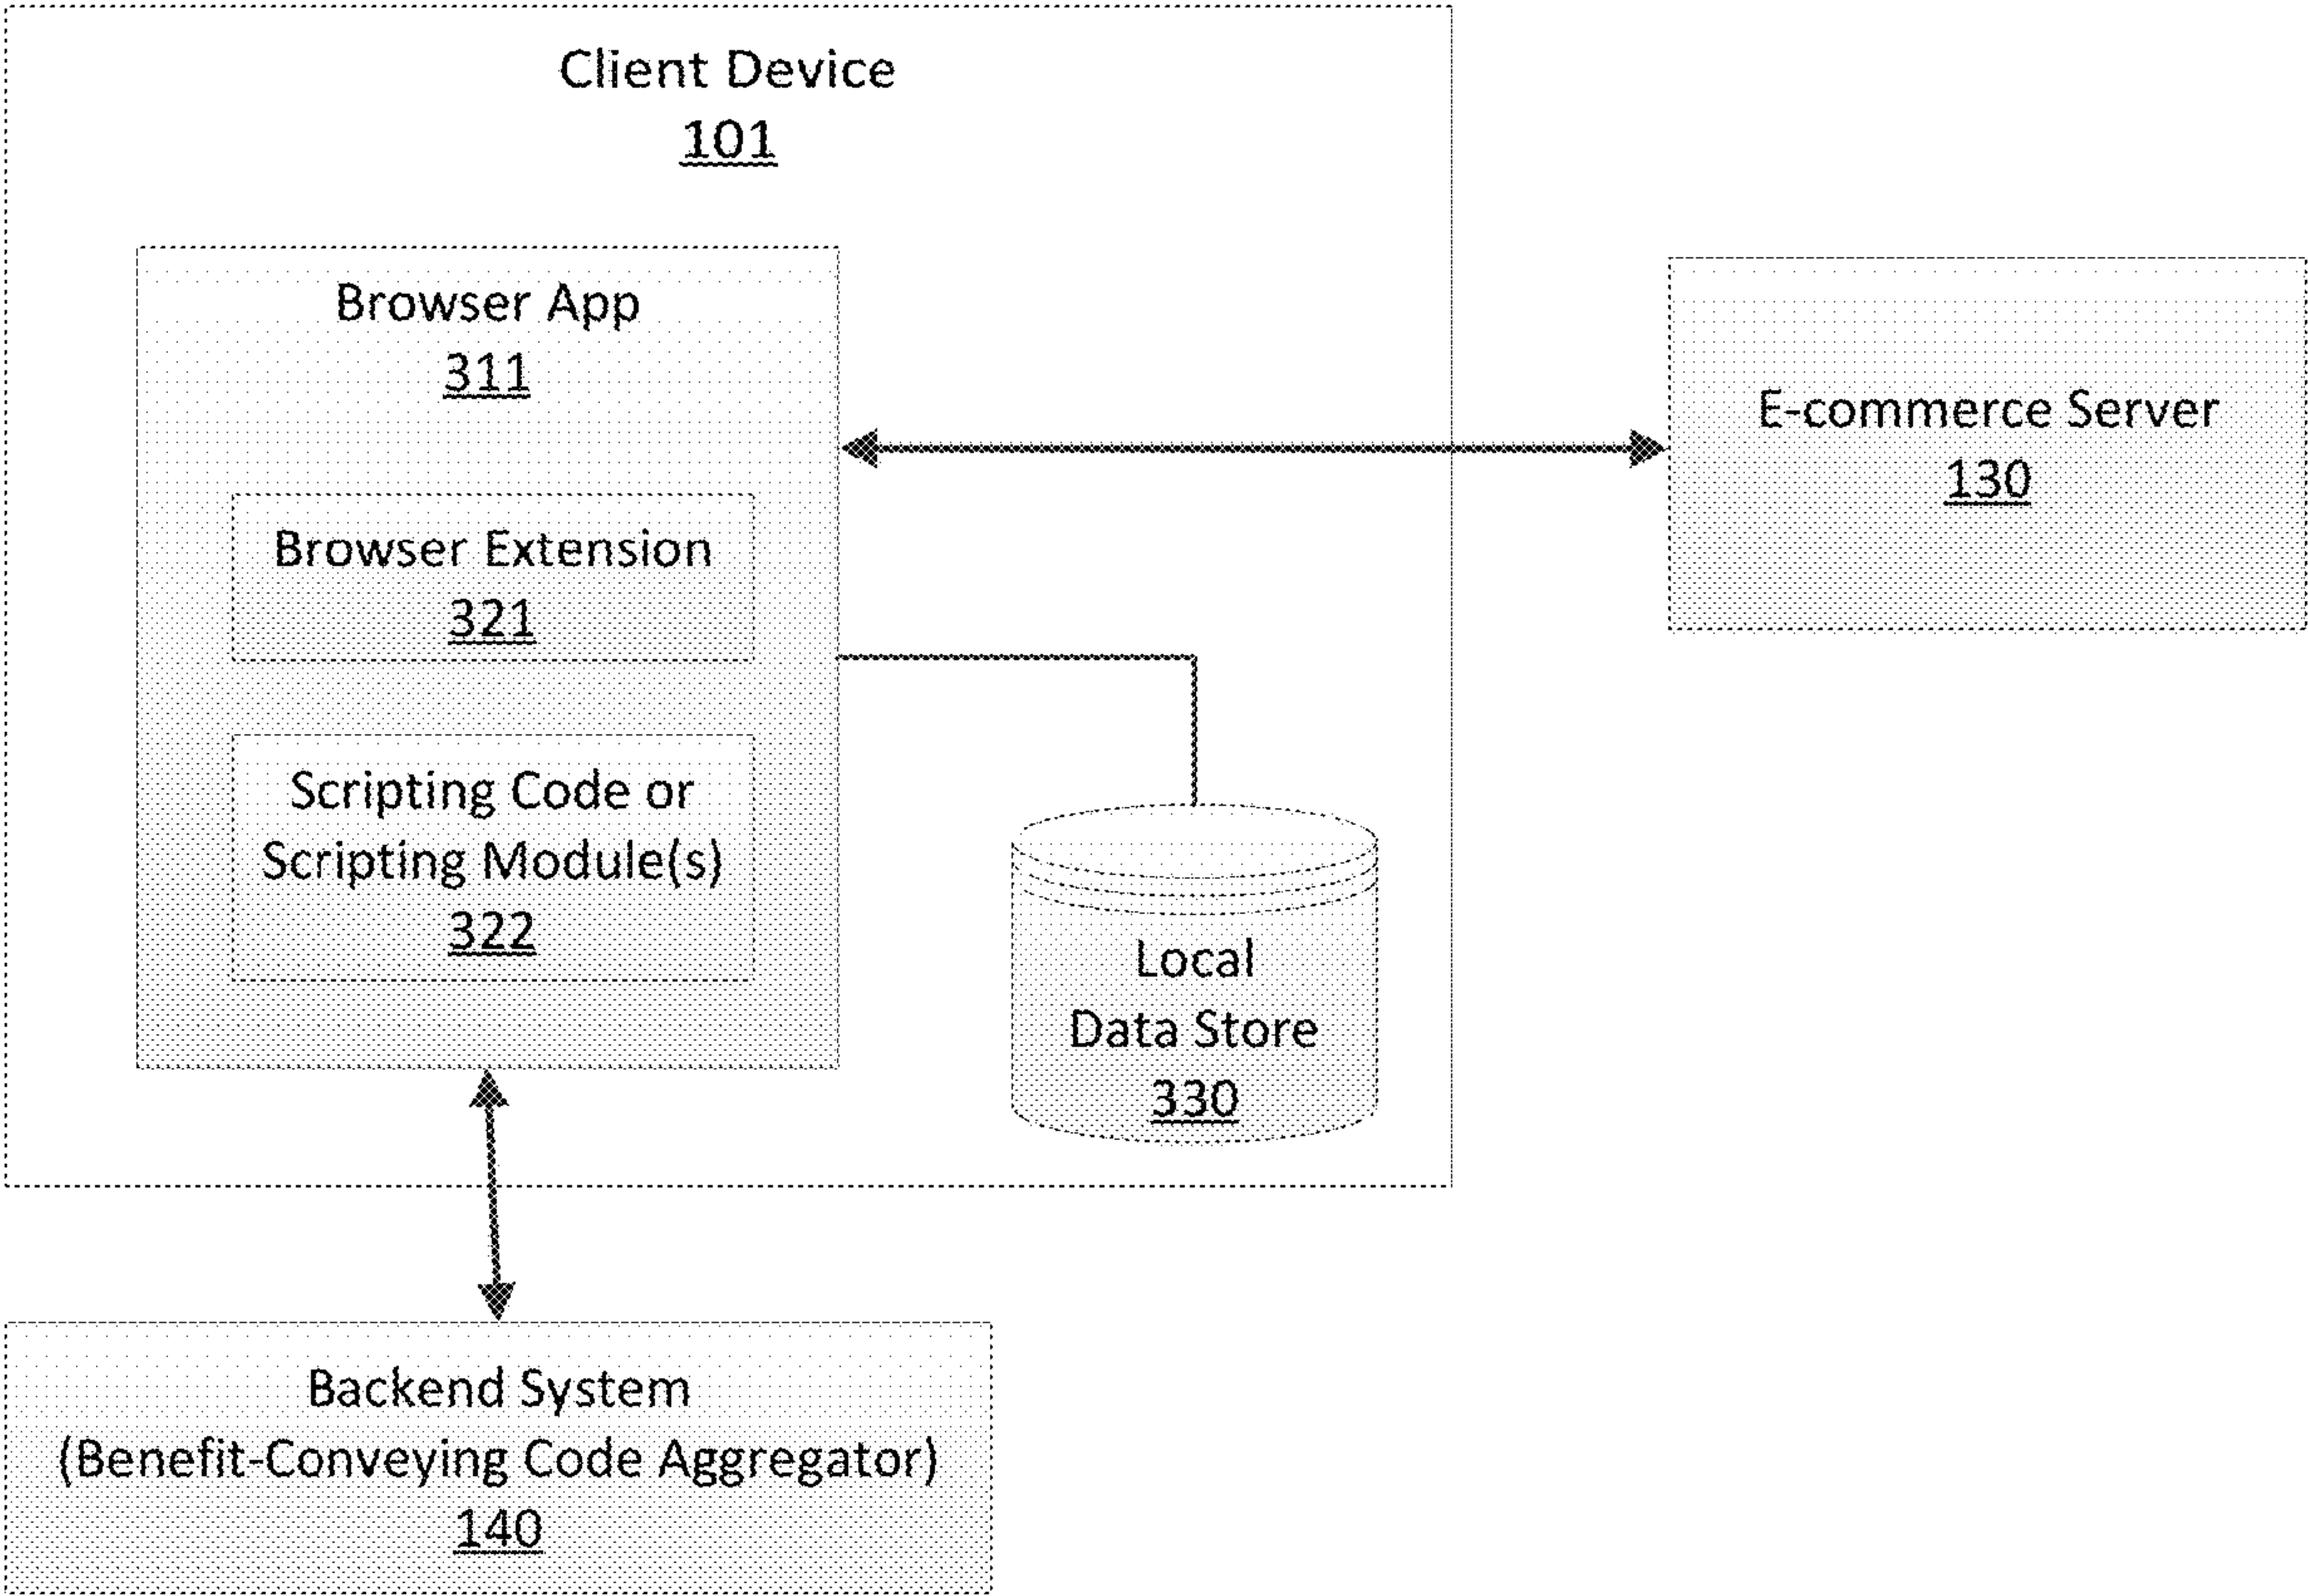 Client Device
101
Browser App
311
Browser Extension
321
Scripting Code or
Scripting Module(s)
322
Local
Data Store
330
E-commerce Server
130
Backend System
(Benefit-Conveying Code Aggregator)
140